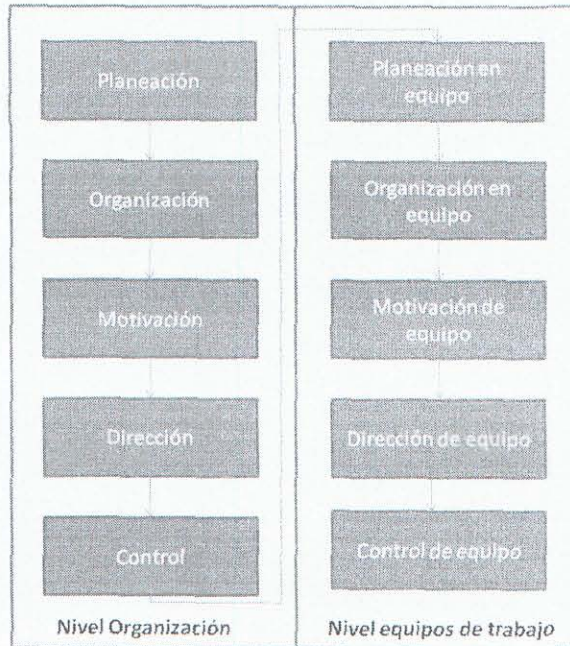 Planeación
Organización
Motivación
Dirección
Control
Nivel Organización
Planeación en
equipo
Organización en
equipo
Motivación de
equipo
Dirección de equipo
Control de equipo
Nivel equipos de trabajo